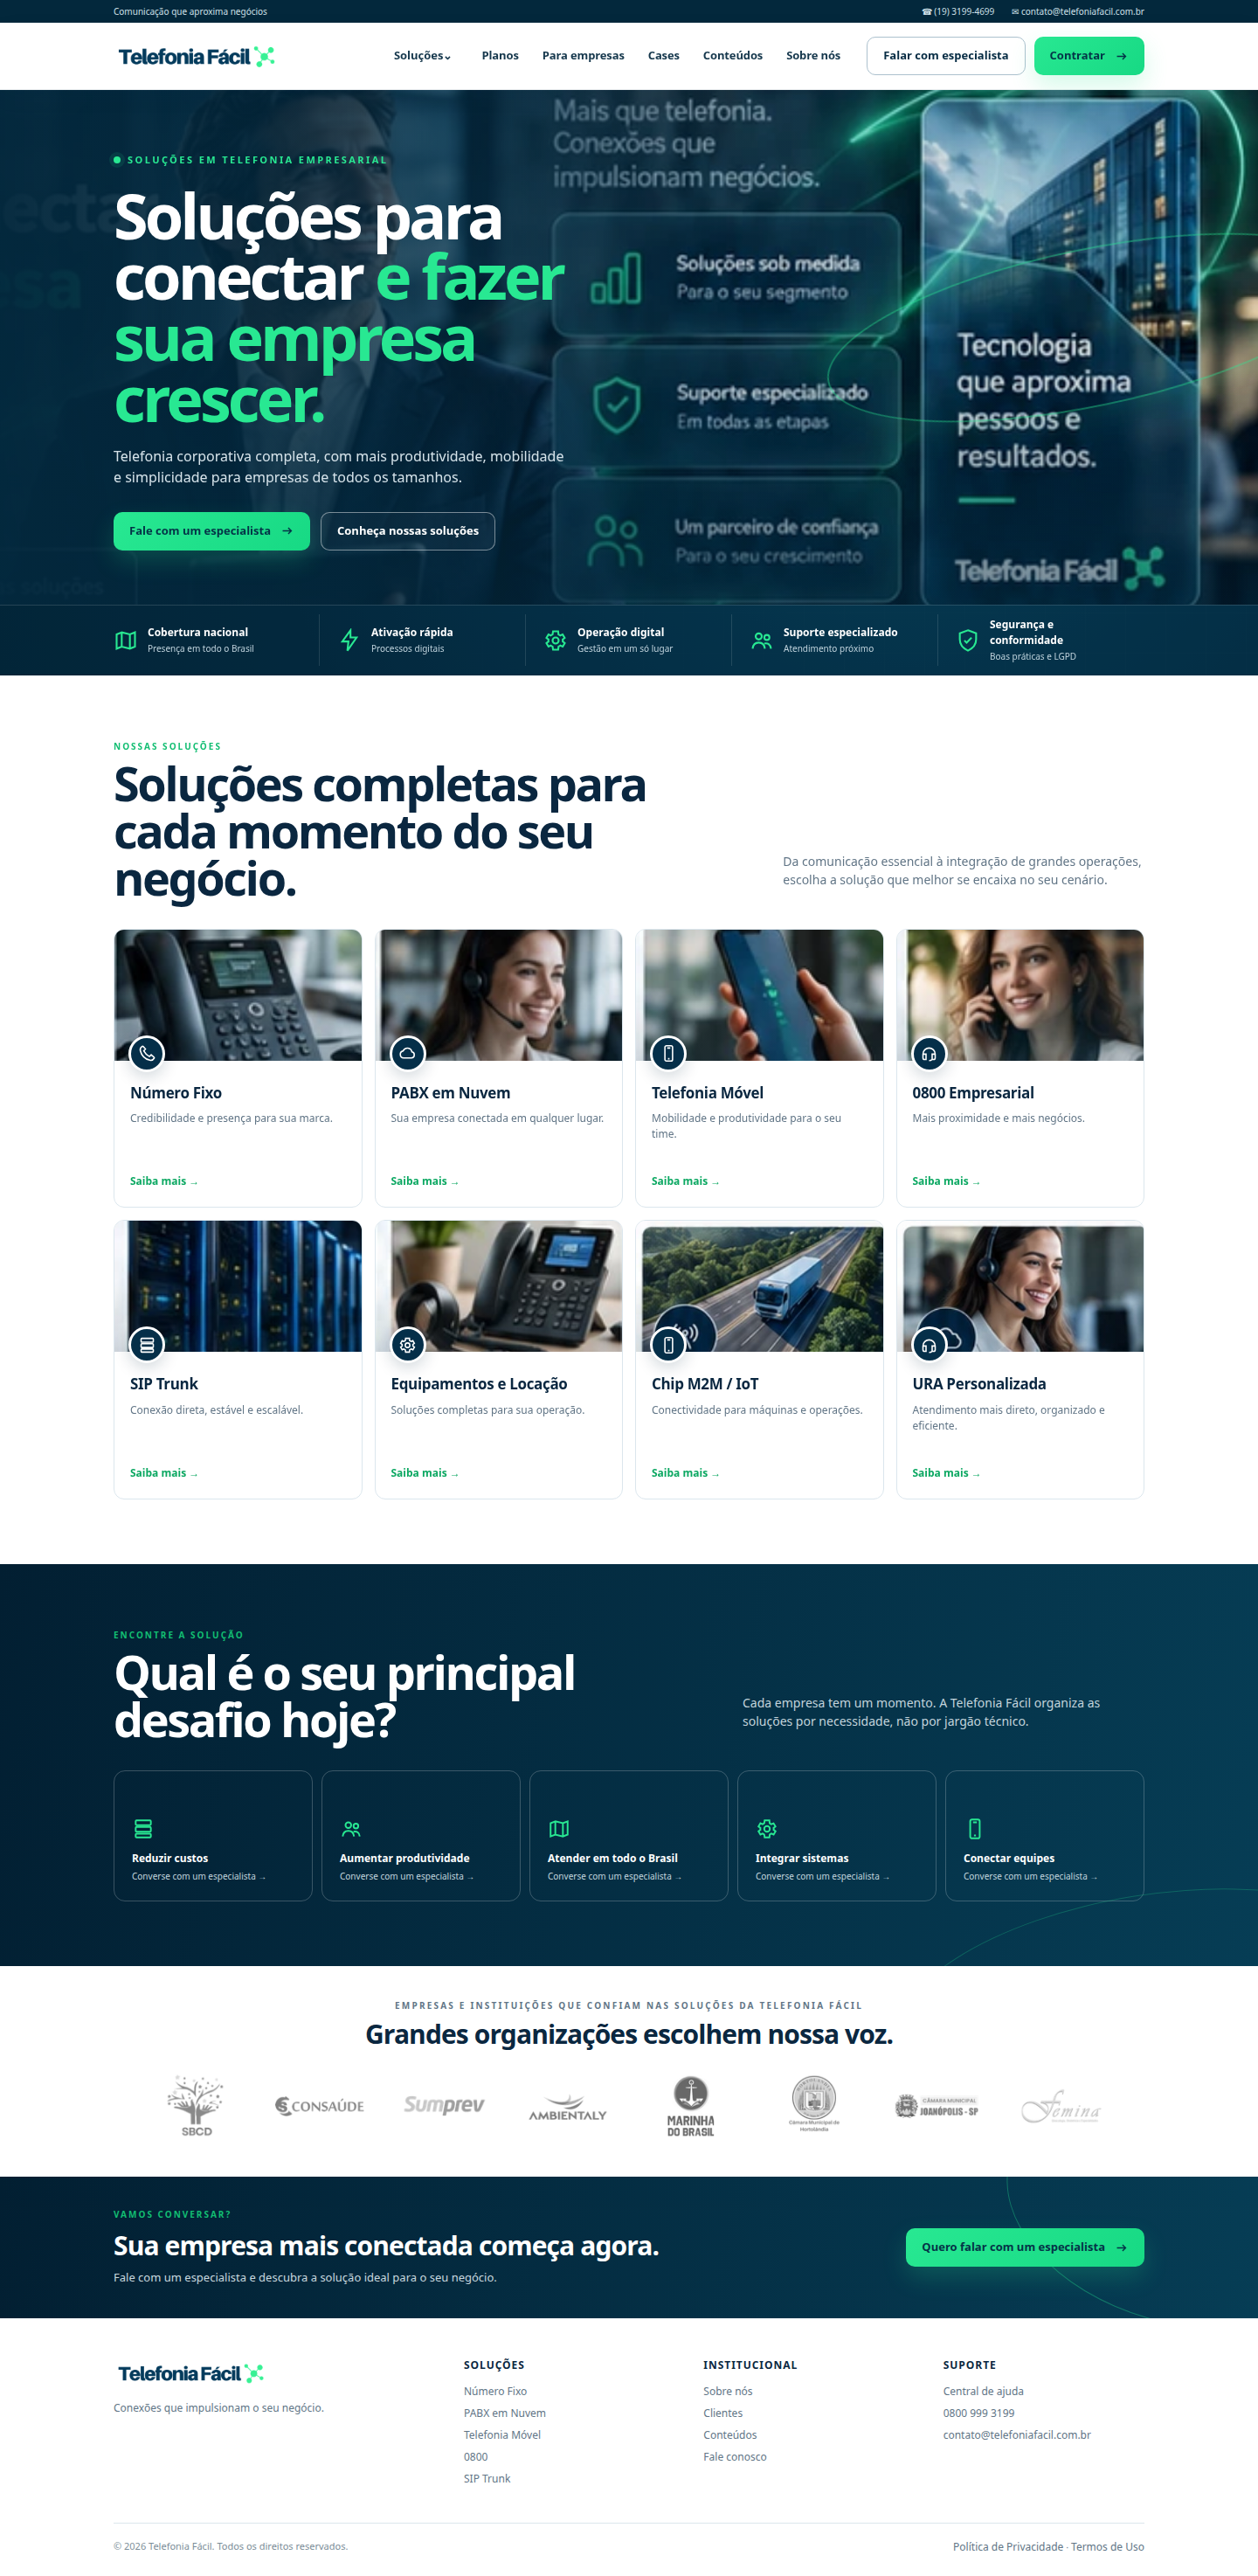 Comunicação que aproxima negócios
☎ (19) 3199-4699
✉ contato@telefoniafacil.com.br
Telefonia Fácil
Soluções
Planos
Para empresas
Cases
Conteúdos
Sobre nós
Falar com especialista
Contratar →
SOLUÇÕES EM TELEFONIA EMPRESARIAL
Soluções para
conectar e fazer
sua empresa
crescer.
Telefonia corporativa completa, com mais produtividade, mobilidade
e simplicidade para empresas de todos os tamanhos.
Fale com um especialista →
Conheça nossas soluções
Mais que telefonia.
Conexões que
impulsionam negócios.
Soluções sob medida
Para o seu segmento
Suporte especializado
Em todas as etapas
Um parceiro de confiança
Para o seu crescimento
Tecnologia
que aproxima
pessoas e
resultados.
Telefonia Fácil
Cobertura nacional
Presença em todo o Brasil
Ativação rápida
Processos digitais
Operação digital
Gestão em um só lugar
Suporte especializado
Atendimento próximo
Segurança e
conformidade
Boas práticas e LGPD
NOSSAS SOLUÇÕES
Soluções completas para
cada momento do seu
negócio.
Da comunicação essencial à integração de grandes operações,
escolha a solução que melhor se encaixa no seu cenário.
Número Fixo
Credibilidade e presença para sua marca.
Saiba mais →
PABX em Nuvem
Sua empresa conectada em qualquer lugar.
Saiba mais →
Telefonia Móvel
Mobilidade e produtividade para o seu
time.
Saiba mais →
0800 Empresarial
Mais proximidade e mais negócios.
Saiba mais →
SIP Trunk
Conexão direta, estável e escalável.
Saiba mais →
Equipamentos e Locação
Soluções completas para sua operação.
Saiba mais →
Chip M2M / IoT
Conectividade para máquinas e operações.
Saiba mais →
URA Personalizada
Atendimento mais direto, organizado e
eficiente.
Saiba mais →
ENCONTRE A SOLUÇÃO
Qual é o seu principal
desafio hoje?
Cada empresa tem um momento. A Telefonia Fácil organiza as
soluções por necessidade, não por jargão técnico.
Reduzir custos
Converse com um especialista →
Aumentar produtividade
Converse com um especialista →
Atender em todo o Brasil
Converse com um especialista →
Integrar sistemas
Converse com um especialista →
Conectar equipes
Converse com um especialista →
EMPRESAS E INSTITUIÇÕES QUE CONFIAM NAS SOLUÇÕES DA TELEFONIA FÁCIL
Grandes organizações escolhem nossa voz.
SBCD
CONSAÚDE
Sumprev
AMBIENTALY
MARINHA
DO BRASIL
Câmara Municipal de
Hortolândia
CÂMARA MUNICIPAL
JOANÓPOLIS - SP
Femina
VAMOS CONVERSAR?
Sua empresa mais conectada começa agora.
Fale com um especialista e descubra a solução ideal para o seu negócio.
Quero falar com um especialista →
Telefonia Fácil
Conexões que impulsionam o seu negócio.
SOLUÇÕES
Número Fixo
PABX em Nuvem
Telefonia Móvel
0800
SIP Trunk
INSTITUCIONAL
Sobre nós
Clientes
Conteúdos
Fale conosco
SUPORTE
Central de ajuda
0800 999 3199
contato@telefoniafacil.com.br
© 2026 Telefonia Fácil. Todos os direitos reservados.
Política de Privacidade · Termos de Uso